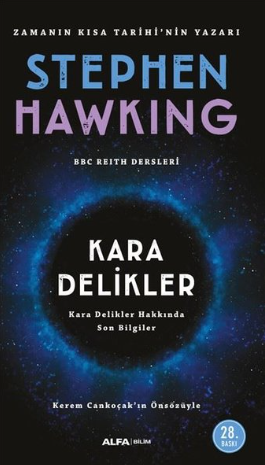 ZAMANIN KISA TARİHİ'NİN YAZARI
STEPHEN
HAWKING
BBC REITH DERSLERİ
KARA
DELİKLER
Kara Delikler Hakkında
Son Bilgiler
Kerem Cankoçak'ın Önsözüyle
28.
BASKI
ALFA | BİLİM